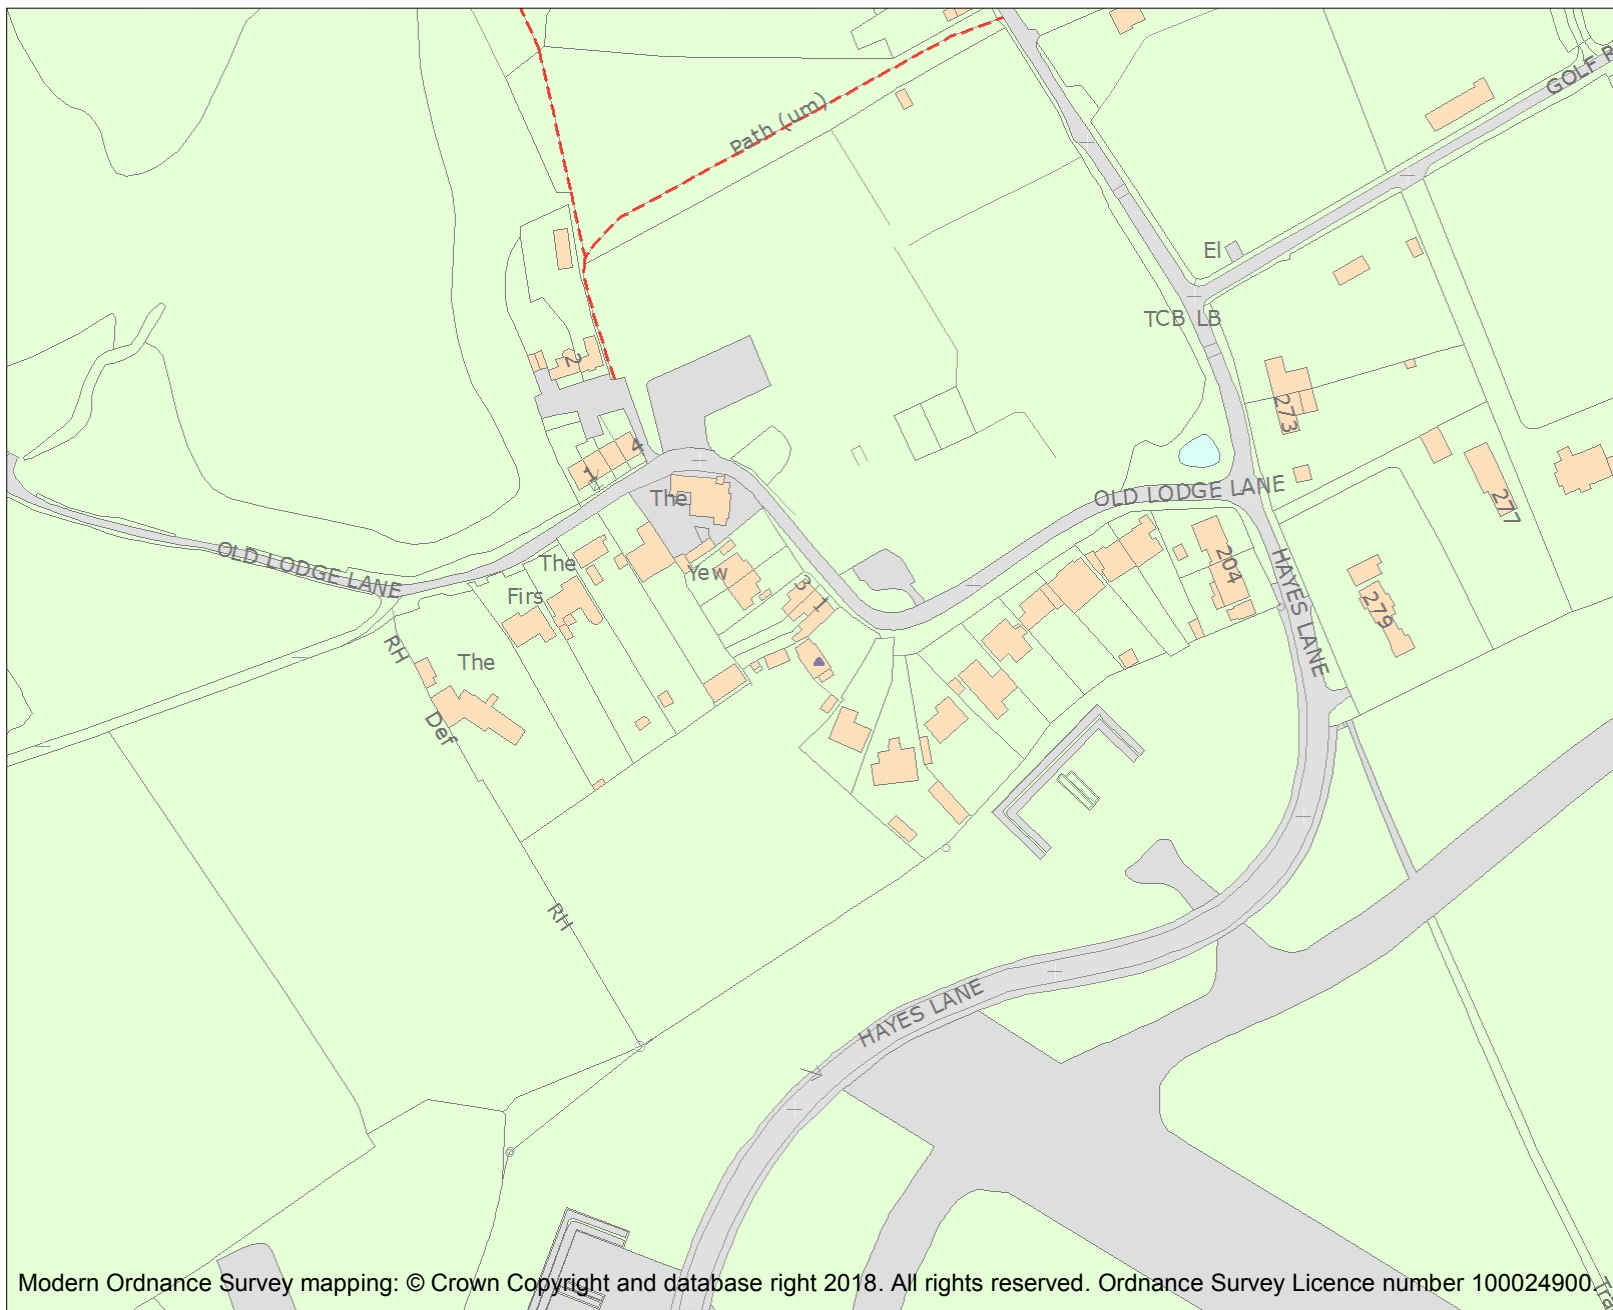 GOLF R
Path (um)
El
TCB LB
2
273
4
1
The
OLD LODGE LANE
277
OLD LODGE LANE
The
Yew
204
HAYES LANE
Firs
3 1
279
RH
The
Def
RH
HAYES LANE
Modern Ordnance Survey mapping: © Crown Copyright and database right 2018. All rights reserved. Ordnance Survey Licence number 100024900.
Tra